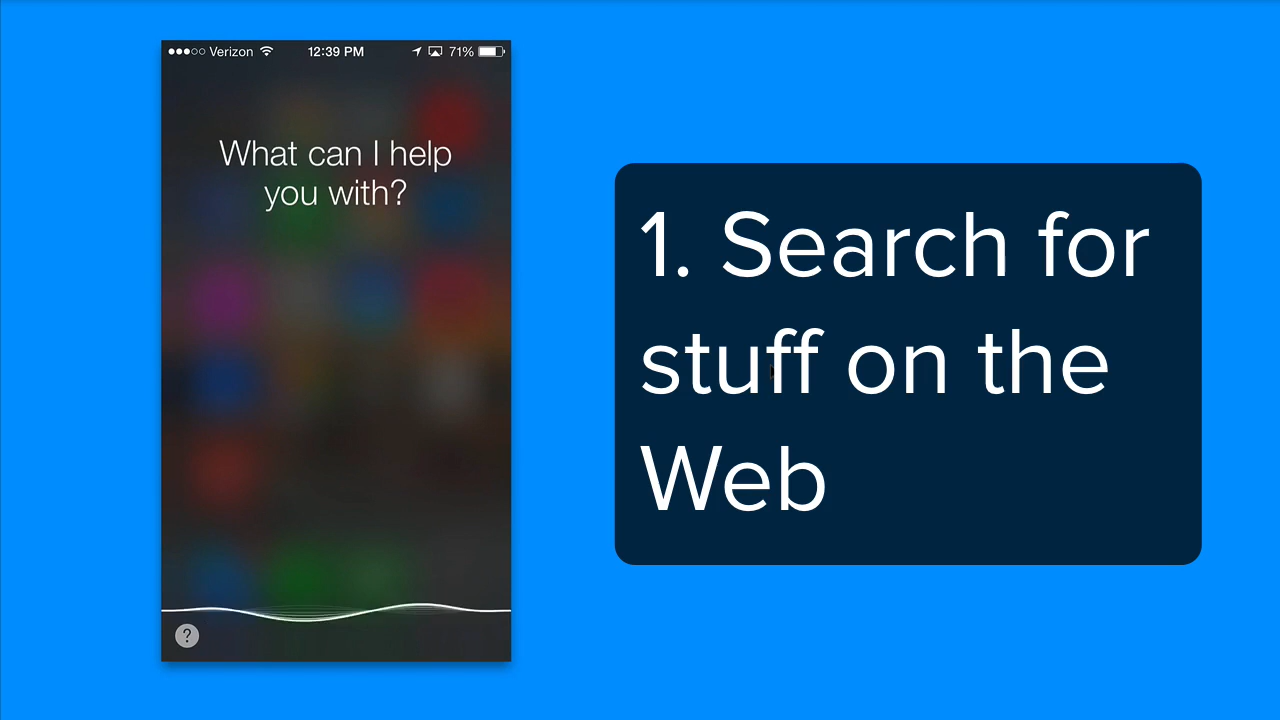 Verizon 12:39 PM 71%
What can I help
you with?
?
1. Search for
stuff on the
Web